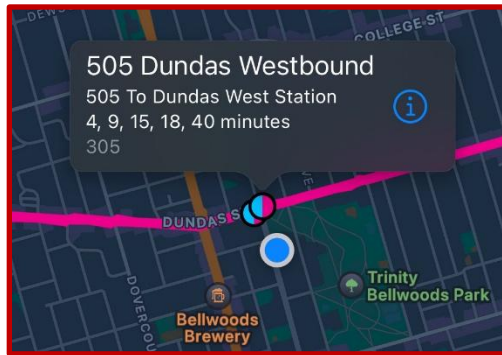 COLLEGE ST
505 Dundas Westbound
505 To Dundas West Station
4, 9, 15, 18, 40 minutes
305
DUNDAS S
Trinity
Bellwoods Park
Bellwoods
Brewery
DOVERCOU